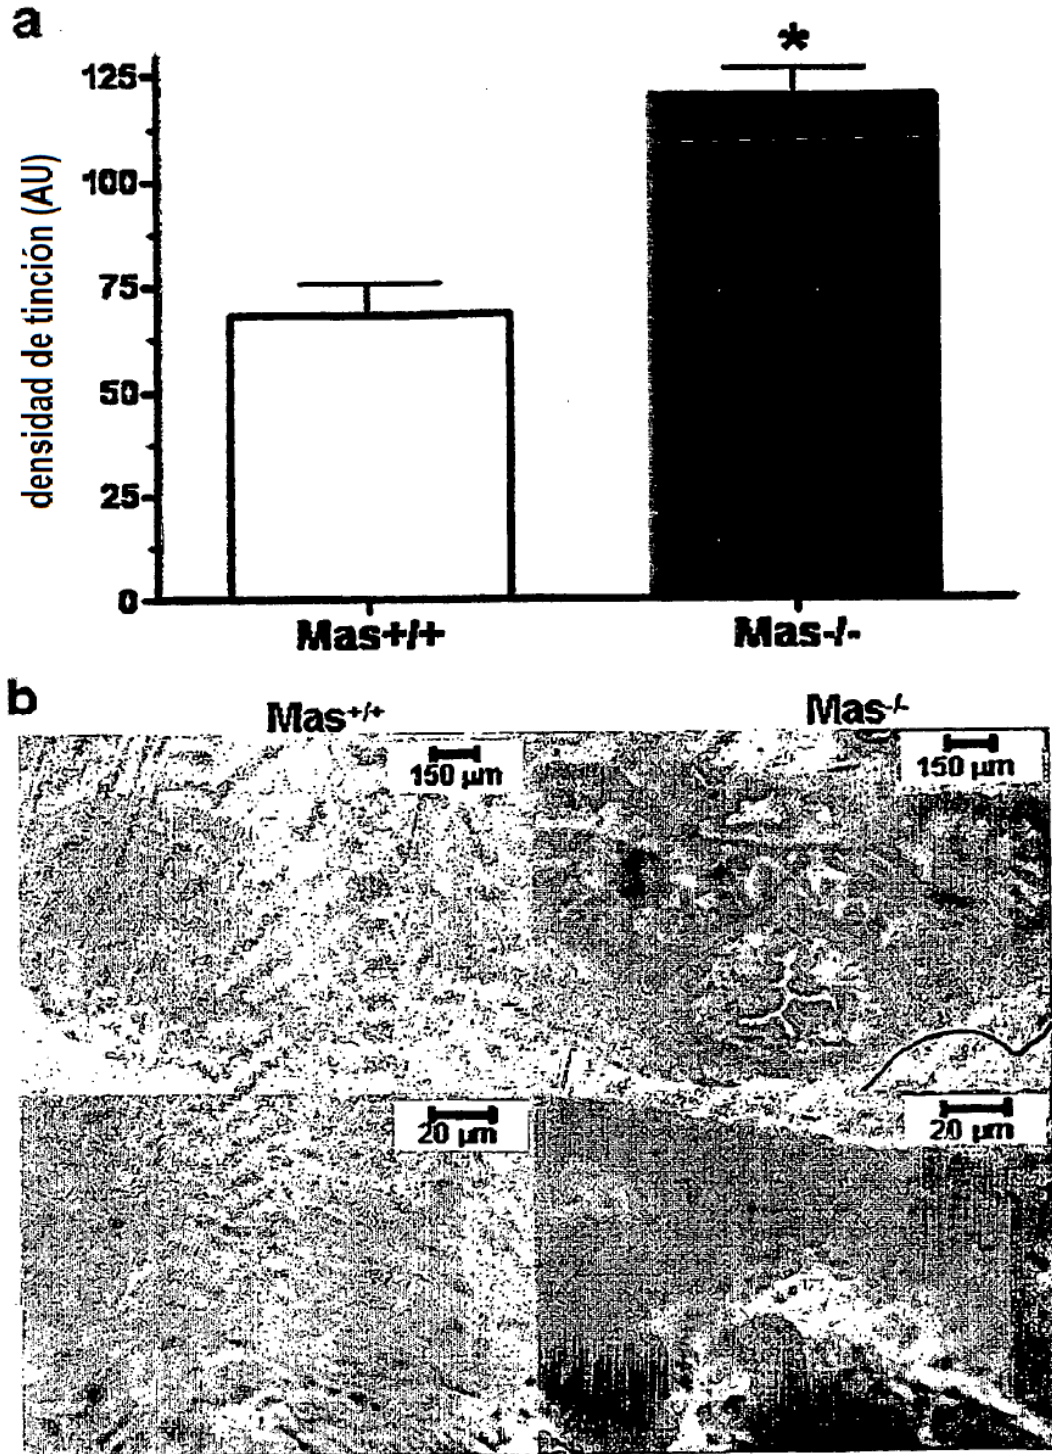 a
*
125
100
75
50
25
0
densidad de tinción (AU)
Mas+/+
Mas-/-
b
Mas+/+
Mas-/-
150 µm
150 µm
20 µm
20 µm